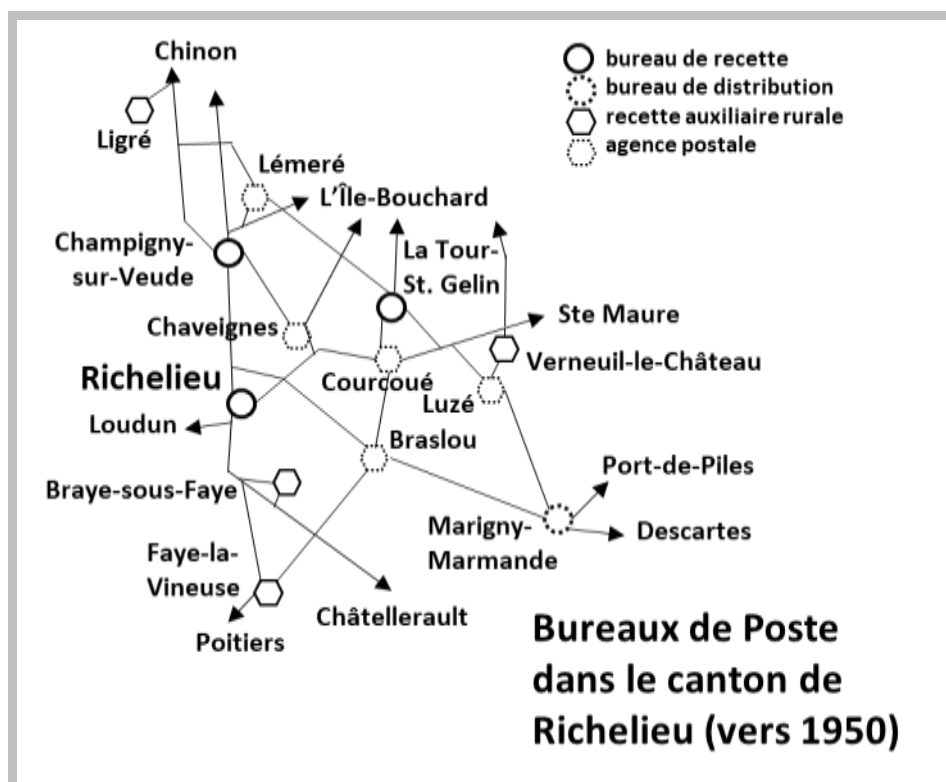 Chinon
bureau de recette
bureau de distribution
recette auxiliaire rurale
agence postale
Ligré
Lémeré
L'Île-Bouchard
Champigny-
sur-Veude
La Tour-
St. Gelin
Chaveignes
Ste Maure
Verneuil-le-Château
Richelieu
Courcoué
Luzé
Loudun
Braslou
Braye-sous-Faye
Port-de-Piles
Marigny-
Marmande
Descartes
Faye-la-
Vineuse
Châtellerault
Poitiers
Bureaux de Poste
dans le canton de
Richelieu (vers 1950)